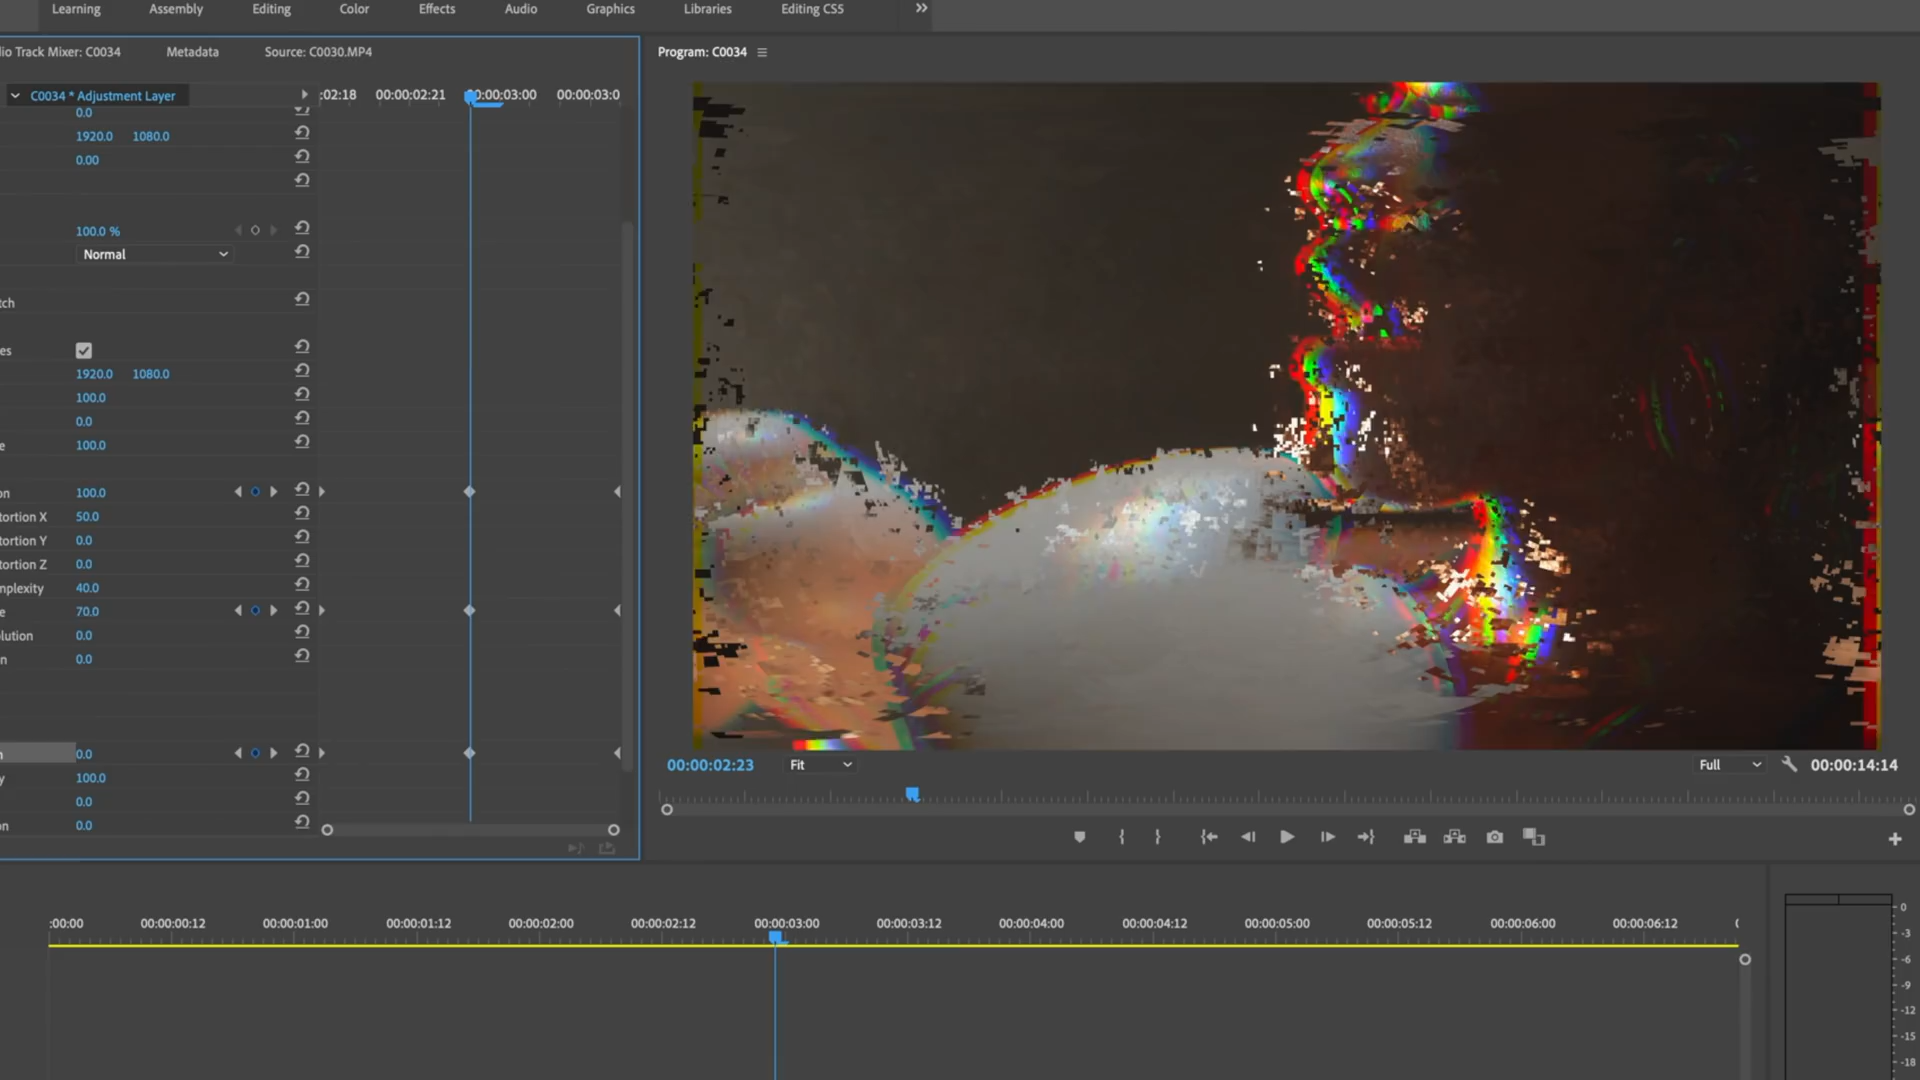 Learning Assembly Editing Color Effects Audio Graphics Libraries Editing CS5
io Track Mixer: C0034 Metadata Source: C0030.MP4
Program: C0034
C0034 * Adjustment Layer
;02:18 00:00:02:21 00:00:03:00 00:00:03:0
0.0
1920.0 1080.0
0.00
100.0 %
Normal
tch
es
1920.0 1080.0
100.0
0.0
e 100.0
on 100.0
tortion X 50.0
tortion Y 0.0
tortion Z 0.0
mplexity 40.0
e 70.0
olution 0.0
n 0.0
n 0.0
y 100.0
0.0
on 0.0
00:00:02:23 Fit Full 00:00:14:14
:00:00 00:00:00:12 00:00:01:00 00:00:01:12 00:00:02:00 00:00:02:12 00:00:03:00 00:00:03:12 00:00:04:00 00:00:04:12 00:00:05:00 00:00:05:12 00:00:06:00 00:00:06:12
0
-3
-6
-9
-12
-15
-18